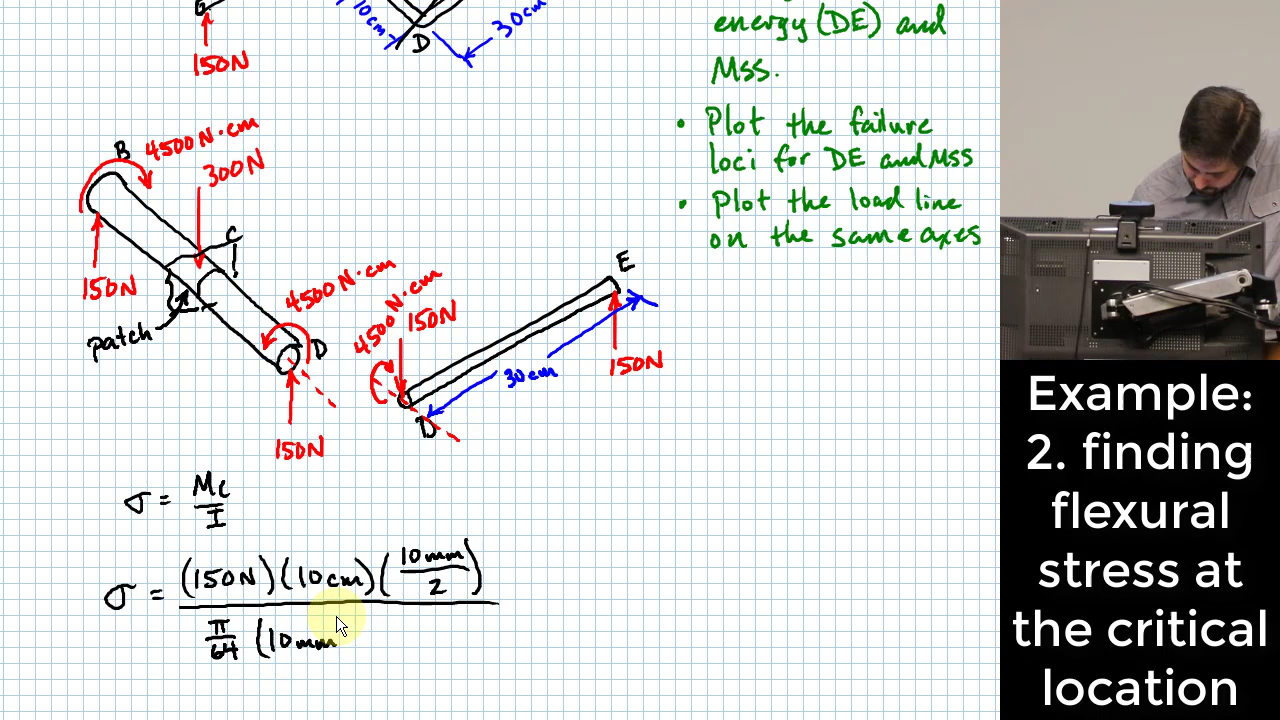 G
150N
10cm
D
30cm
energy (DE) and
MSS.
• Plot the failure
loci for DE and MSS
• Plot the load line
on the same axes
B
4500 N·cm
300N
C
150N
patch
4500 N·cm
D
150N
4500 N·cm
150N
D
30cm
E
150N
σ = Mc/I
σ = (150N)(10cm)(10mm/2)
π/64 (10mm
Example:
2. finding
flexural
stress at
the critical
location